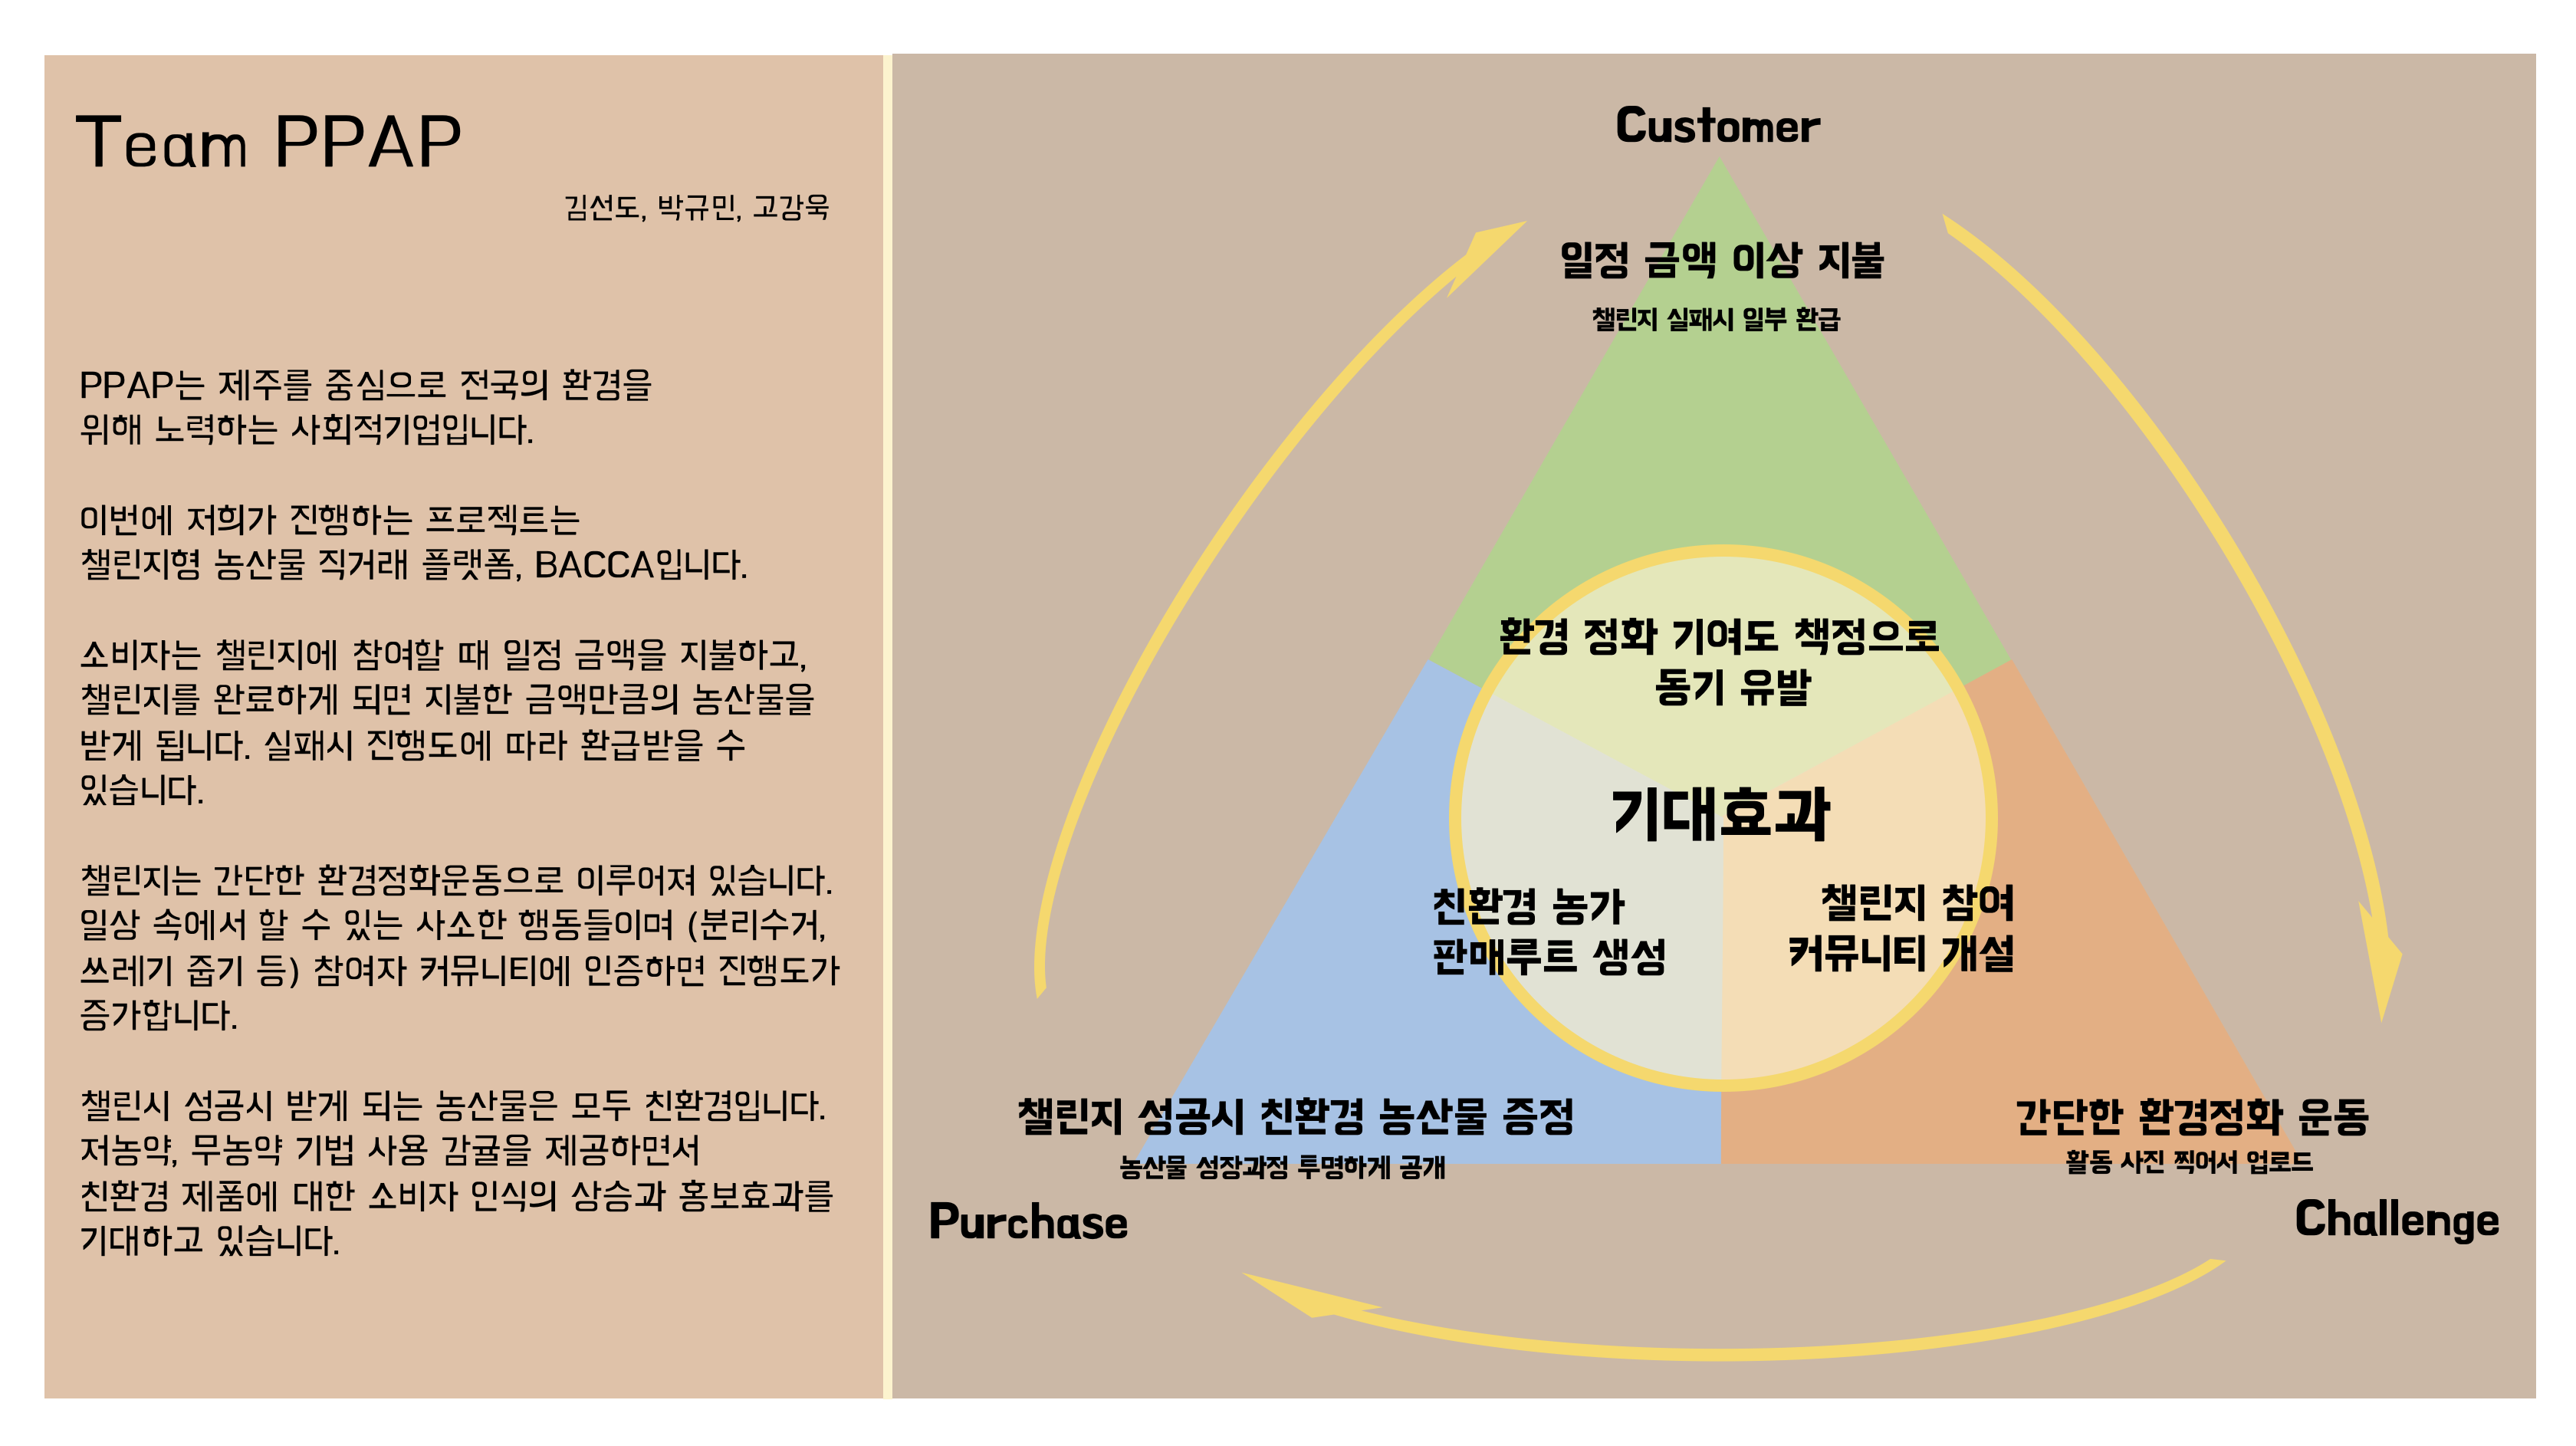 Team PPAP
김선도, 박규민, 고강욱
PPAP는 제주를 중심으로 전국의 환경을
위해 노력하는 사회적기업입니다.
이번에 저희가 진행하는 프로젝트는
챌린지형 농산물 직거래 플랫폼, BACCA입니다.
소비자는 챌린지에 참여할 때 일정 금액을 지불하고,
챌린지를 완료하게 되면 지불한 금액만큼의 농산물을
받게 됩니다. 실패시 진행도에 따라 환급받을 수
있습니다.
챌린지는 간단한 환경정화운동으로 이루어져 있습니다.
일상 속에서 할 수 있는 사소한 행동들이며 (분리수거,
쓰레기 줍기 등) 참여자 커뮤니티에 인증하면 진행도가
증가합니다.
챌린시 성공시 받게 되는 농산물은 모두 친환경입니다.
저농약, 무농약 기법 사용 감귤을 제공하면서
친환경 제품에 대한 소비자 인식의 상승과 홍보효과를
기대하고 있습니다.
Customer
일정 금액 이상 지불
챌린지 실패시 일부 환급
환경 정화 기여도 책정으로
동기 유발
기대효과
친환경 농가
판매루트 생성
챌린지 참여
커뮤니티 개설
챌린지 성공시 친환경 농산물 증정
농산물 성장과정 투명하게 공개
Purchase
간단한 환경정화 운동
활동 사진 찍어서 업로드
Challenge